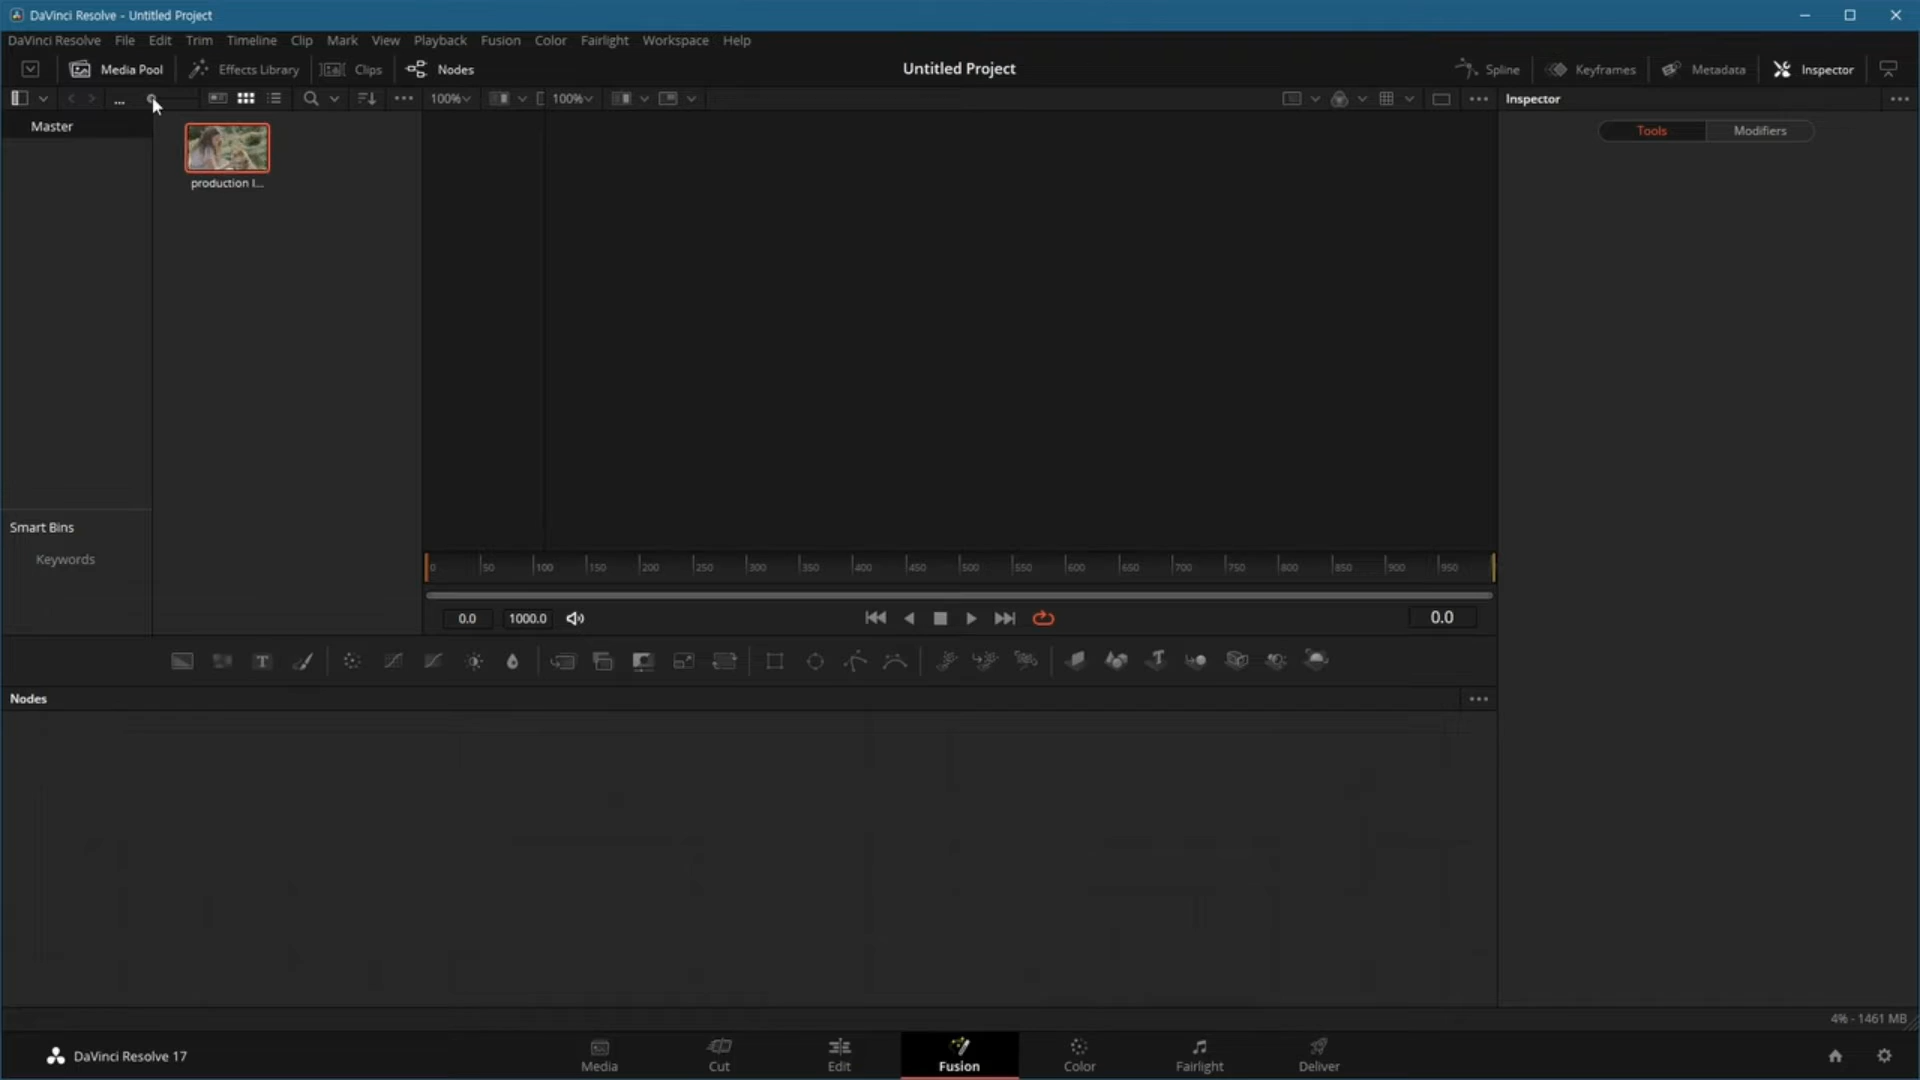 DaVinci Resolve - Untitled Project
DaVinci Resolve File Edit Trim Timeline Clip Mark View Playback Fusion Color Fairlight Workspace Help
Media Pool Effects Library Clips Nodes Untitled Project Spline Keyframes Metadata Inspector
... 100% 100% Inspector
Master Tools Modifiers
production I...
Smart Bins
Keywords
0 50 100 150 200 250 300 350 400 450 500 550 600 650 700 750 800 850 900 950
0.0 1000.0 0.0
T
Nodes
4% - 1461 MB
DaVinci Resolve 17 Media Cut Edit Fusion Color Fairlight Deliver